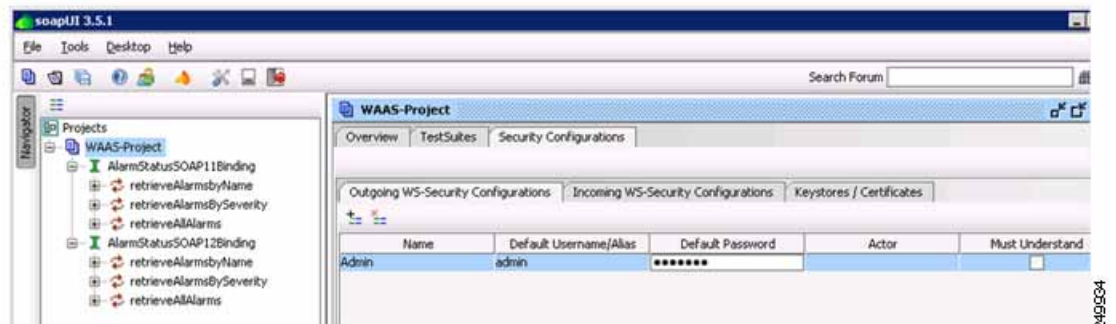 soapUI 3.5.1
File Tools Desktop Help
Search Forum
Navigator
Projects
WAAS-Project
AlarmStatusSOAP11Binding
retrieveAlarmsbyName
retrieveAlarmsBySeverity
retrieveAllAlarms
AlarmStatusSOAP12Binding
retrieveAlarmsbyName
retrieveAlarmsBySeverity
retrieveAllAlarms
WAAS-Project
Overview TestSuites Security Configurations
Outgoing WS-Security Configurations Incoming WS-Security Configurations Keystores / Certificates
Name Default Username/Alias Default Password Actor Must Understand
Admin admin •••••••
249934